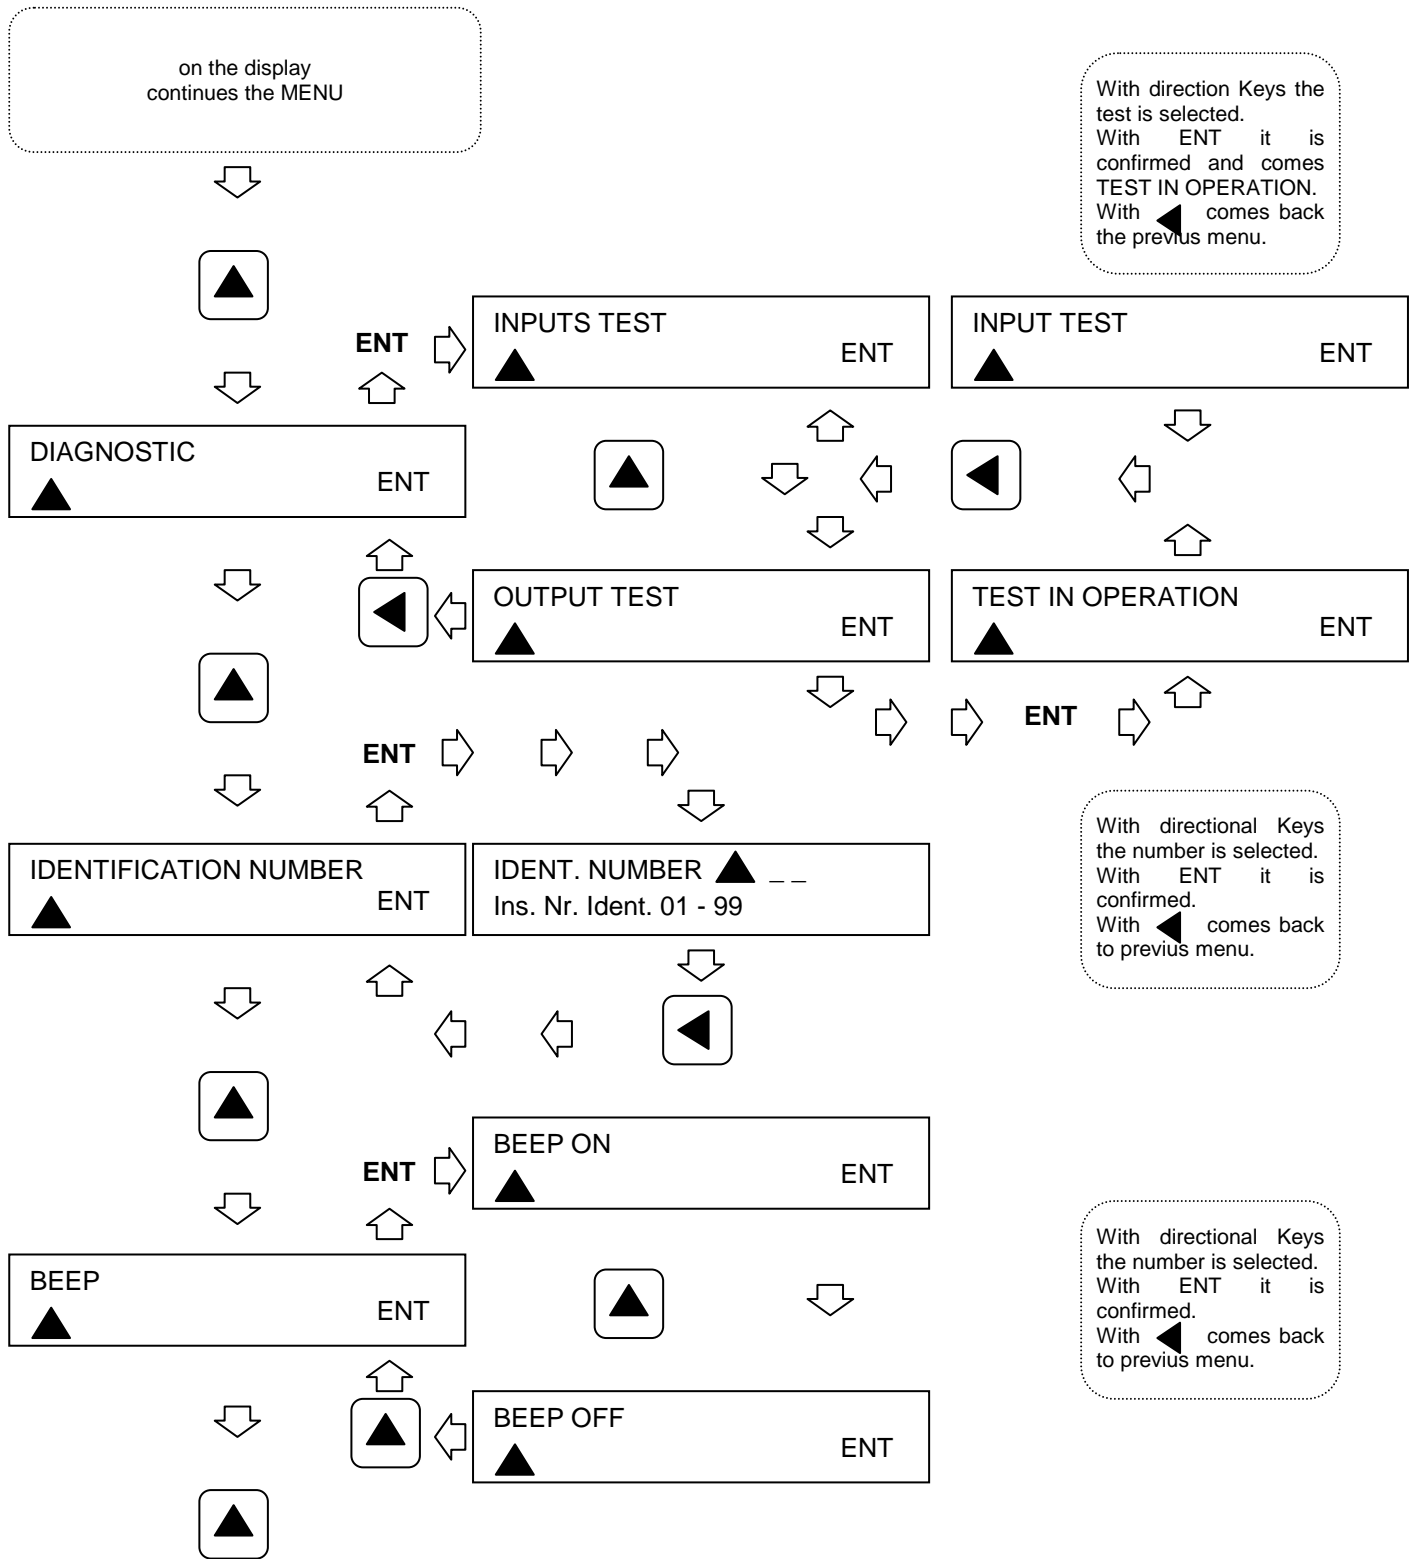 on the display
continues the MENU
With direction Keys the
test is selected.
With ENT it is
confirmed and comes
TEST IN OPERATION.
With comes back
the previus menu.
ENT
INPUTS TEST
ENT
INPUT TEST
ENT
DIAGNOSTIC
ENT
OUTPUT TEST
ENT
TEST IN OPERATION
ENT
ENT
ENT
IDENTIFICATION NUMBER
ENT
IDENT. NUMBER _ _
Ins. Nr. Ident. 01 - 99
With directional Keys
the number is selected.
With ENT it is
confirmed.
With comes back
to previus menu.
BEEP ON
ENT
ENT
BEEP
ENT
With directional Keys
the number is selected.
With ENT it is
confirmed.
With comes back
to previus menu.
BEEP OFF
ENT